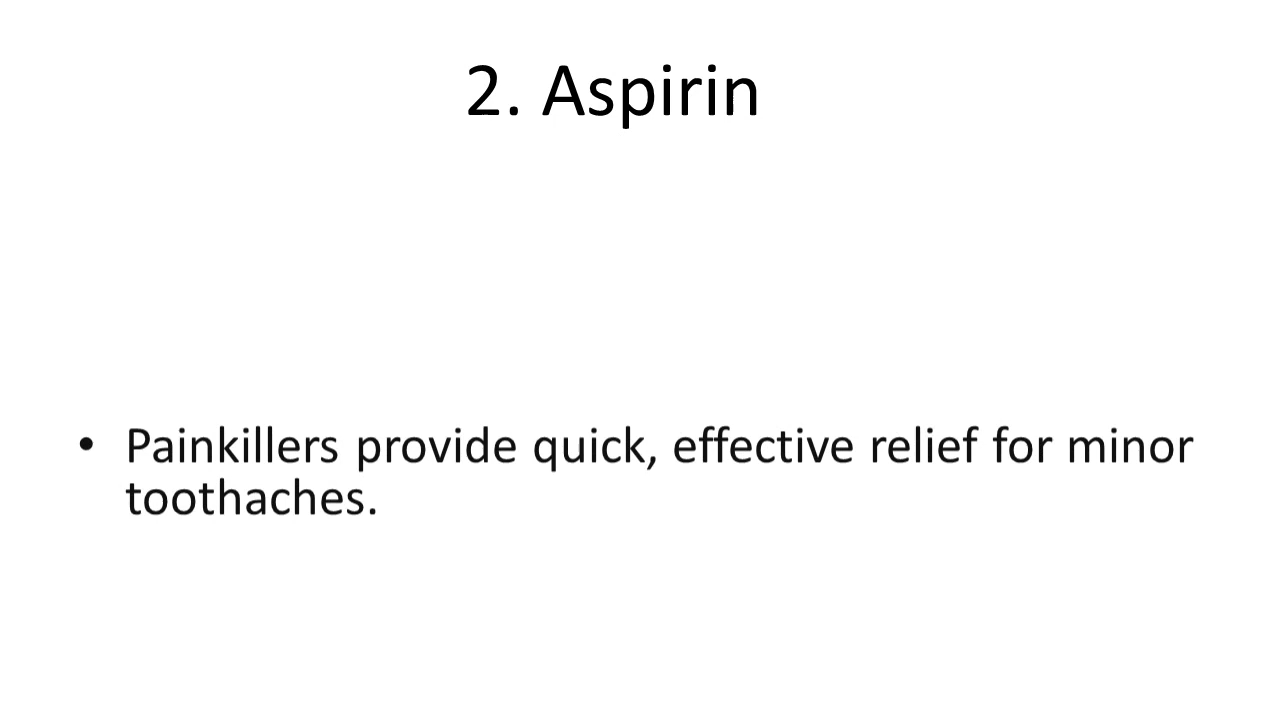 2. Aspirin
• Painkillers provide quick, effective relief for minor
toothaches.